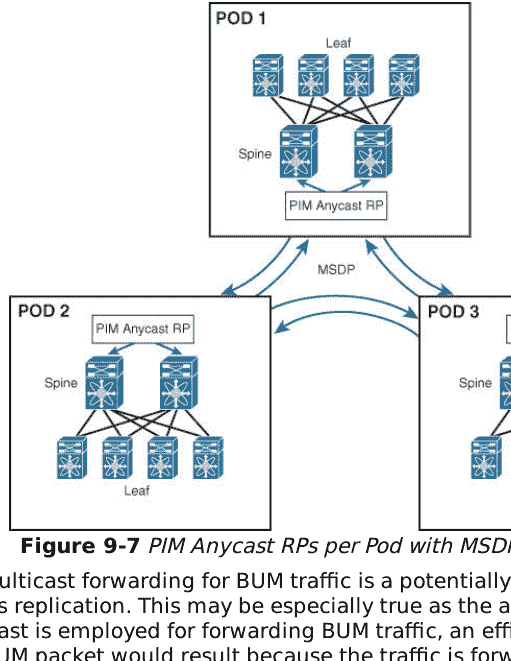 POD 1
Leaf
Spine
PIM Anycast RP
MSDP
POD 2
POD 3
PIM Anycast RP
Spine
Spine
Leaf
Figure 9-7 PIM Anycast RPs per Pod with MSDP
ulticast forwarding for BUM traffic is a potentially
s replication. This may be especially true as the a
ast is employed for forwarding BUM traffic, an effi
UM packet would result because the traffic is forw